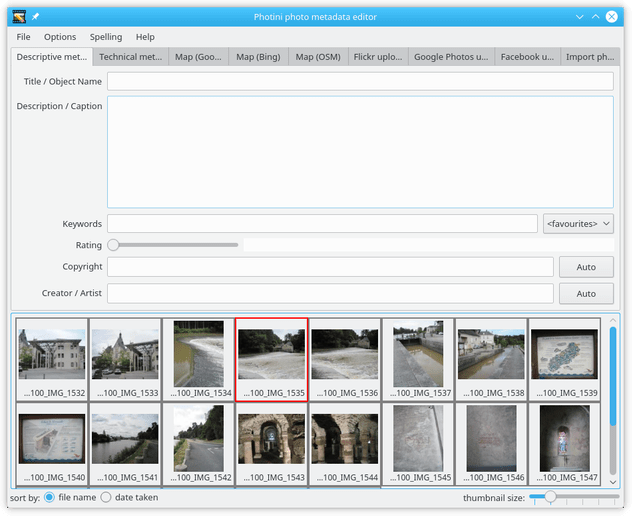 Photini photo metadata editor
File Options Spelling Help
Descriptive met... Technical met... Map (Goo... Map (Bing) Map (OSM) Flickr uplo... Google Photos u... Facebook u... Import ph...
Title / Object Name
Description / Caption
Keywords <favourites>
Rating
Copyright Auto
Creator / Artist Auto
...100_IMG_1532 ...100_IMG_1533 ...100_IMG_1534 ...100_IMG_1535 ...100_IMG_1536 ...100_IMG_1537 ...100_IMG_1538 ...100_IMG_1539
...100_IMG_1540 ...100_IMG_1541 ...100_IMG_1542 ...100_IMG_1543 ...100_IMG_1544 ...100_IMG_1545 ...100_IMG_1546 ...100_IMG_1547
sort by: file name date taken thumbnail size: